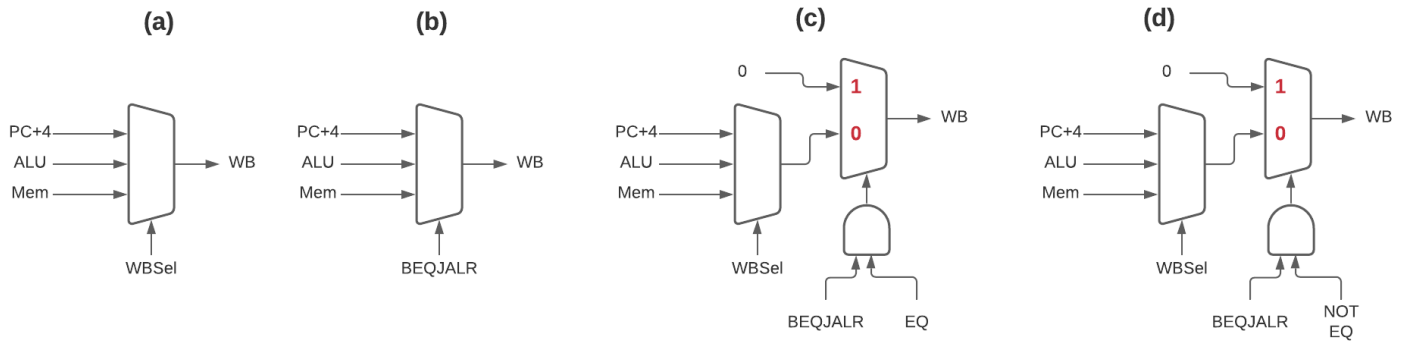 (a)
PC+4
ALU
Mem
WB
WBSel
(b)
PC+4
ALU
Mem
WB
BEQJALR
(c)
0
1
0
PC+4
ALU
Mem
WB
WBSel
BEQJALR
EQ
(d)
0
1
0
PC+4
ALU
Mem
WB
WBSel
BEQJALR
NOT
EQ